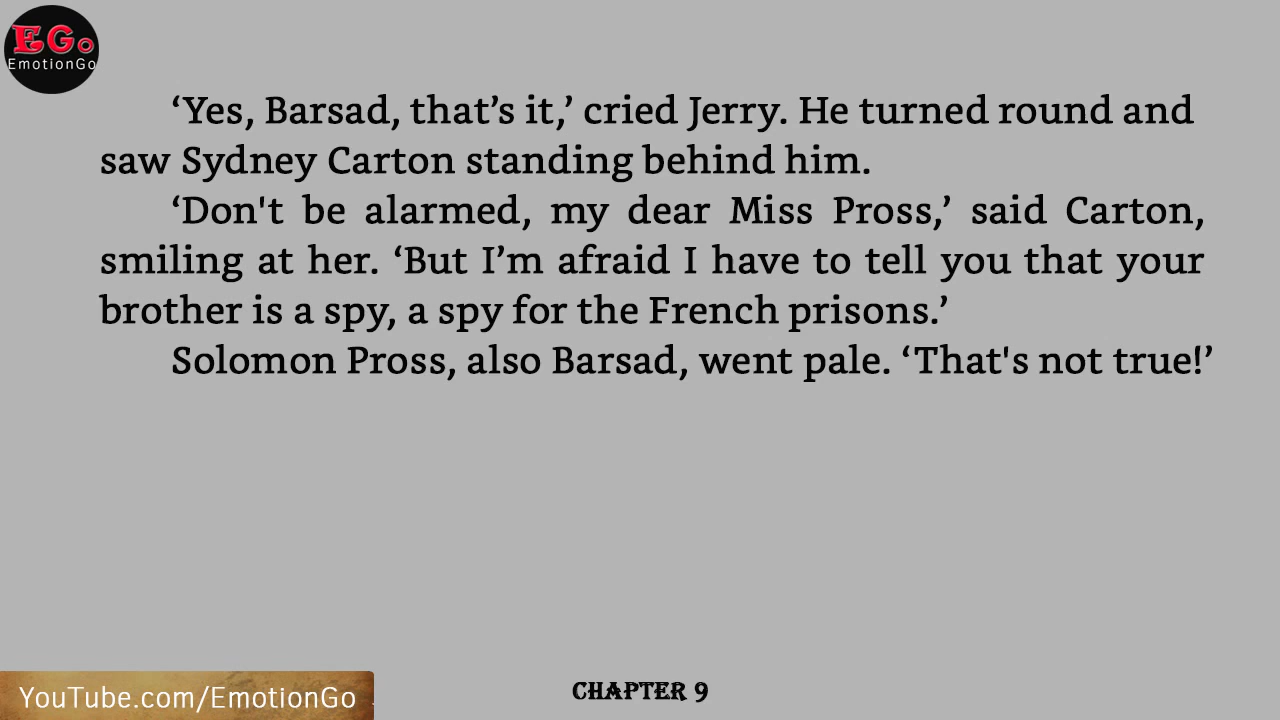 EGo
EmotionGo
‘Yes, Barsad, that’s it,’ cried Jerry. He turned round and
saw Sydney Carton standing behind him.
‘Don't be alarmed, my dear Miss Pross,’ said Carton,
smiling at her. ‘But I’m afraid I have to tell you that your
brother is a spy, a spy for the French prisons.’
Solomon Pross, also Barsad, went pale. ‘That's not true!’
YouTube.com/EmotionGo
CHAPTER 9